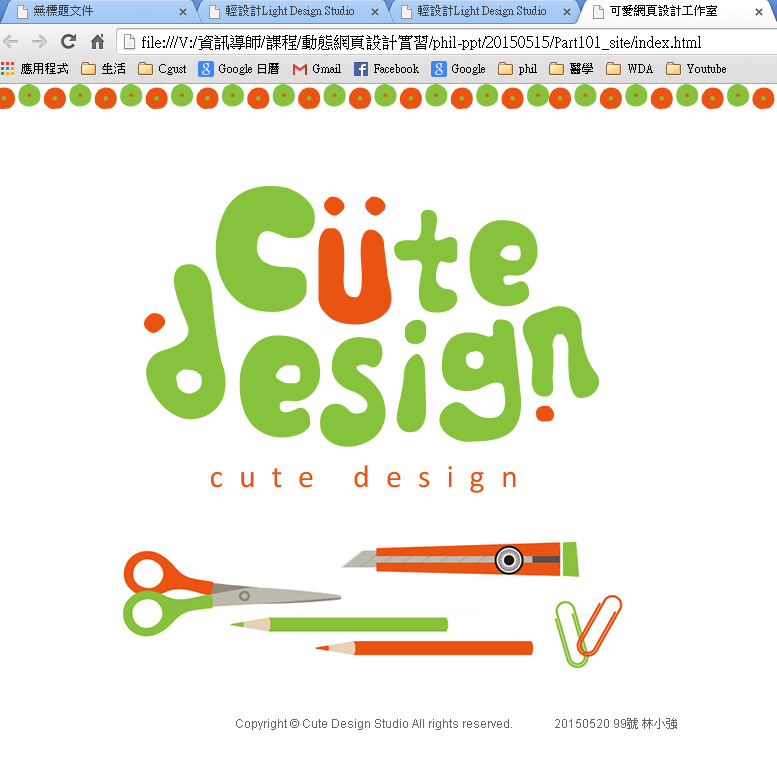 無標題文件 輕設計Light Design Studio 輕設計Light Design Studio 可愛網頁設計工作室
file:///V:/資訊導師/課程/動態網頁設計實習/phil-ppt/20150515/Part101_site/index.html
應用程式 生活 Cgust Google 日曆 Gmail Facebook Google phil 醫學 WDA Youtube
Cüte
design
cute design
Copyright © Cute Design Studio All rights reserved. 20150520 99號 林小強